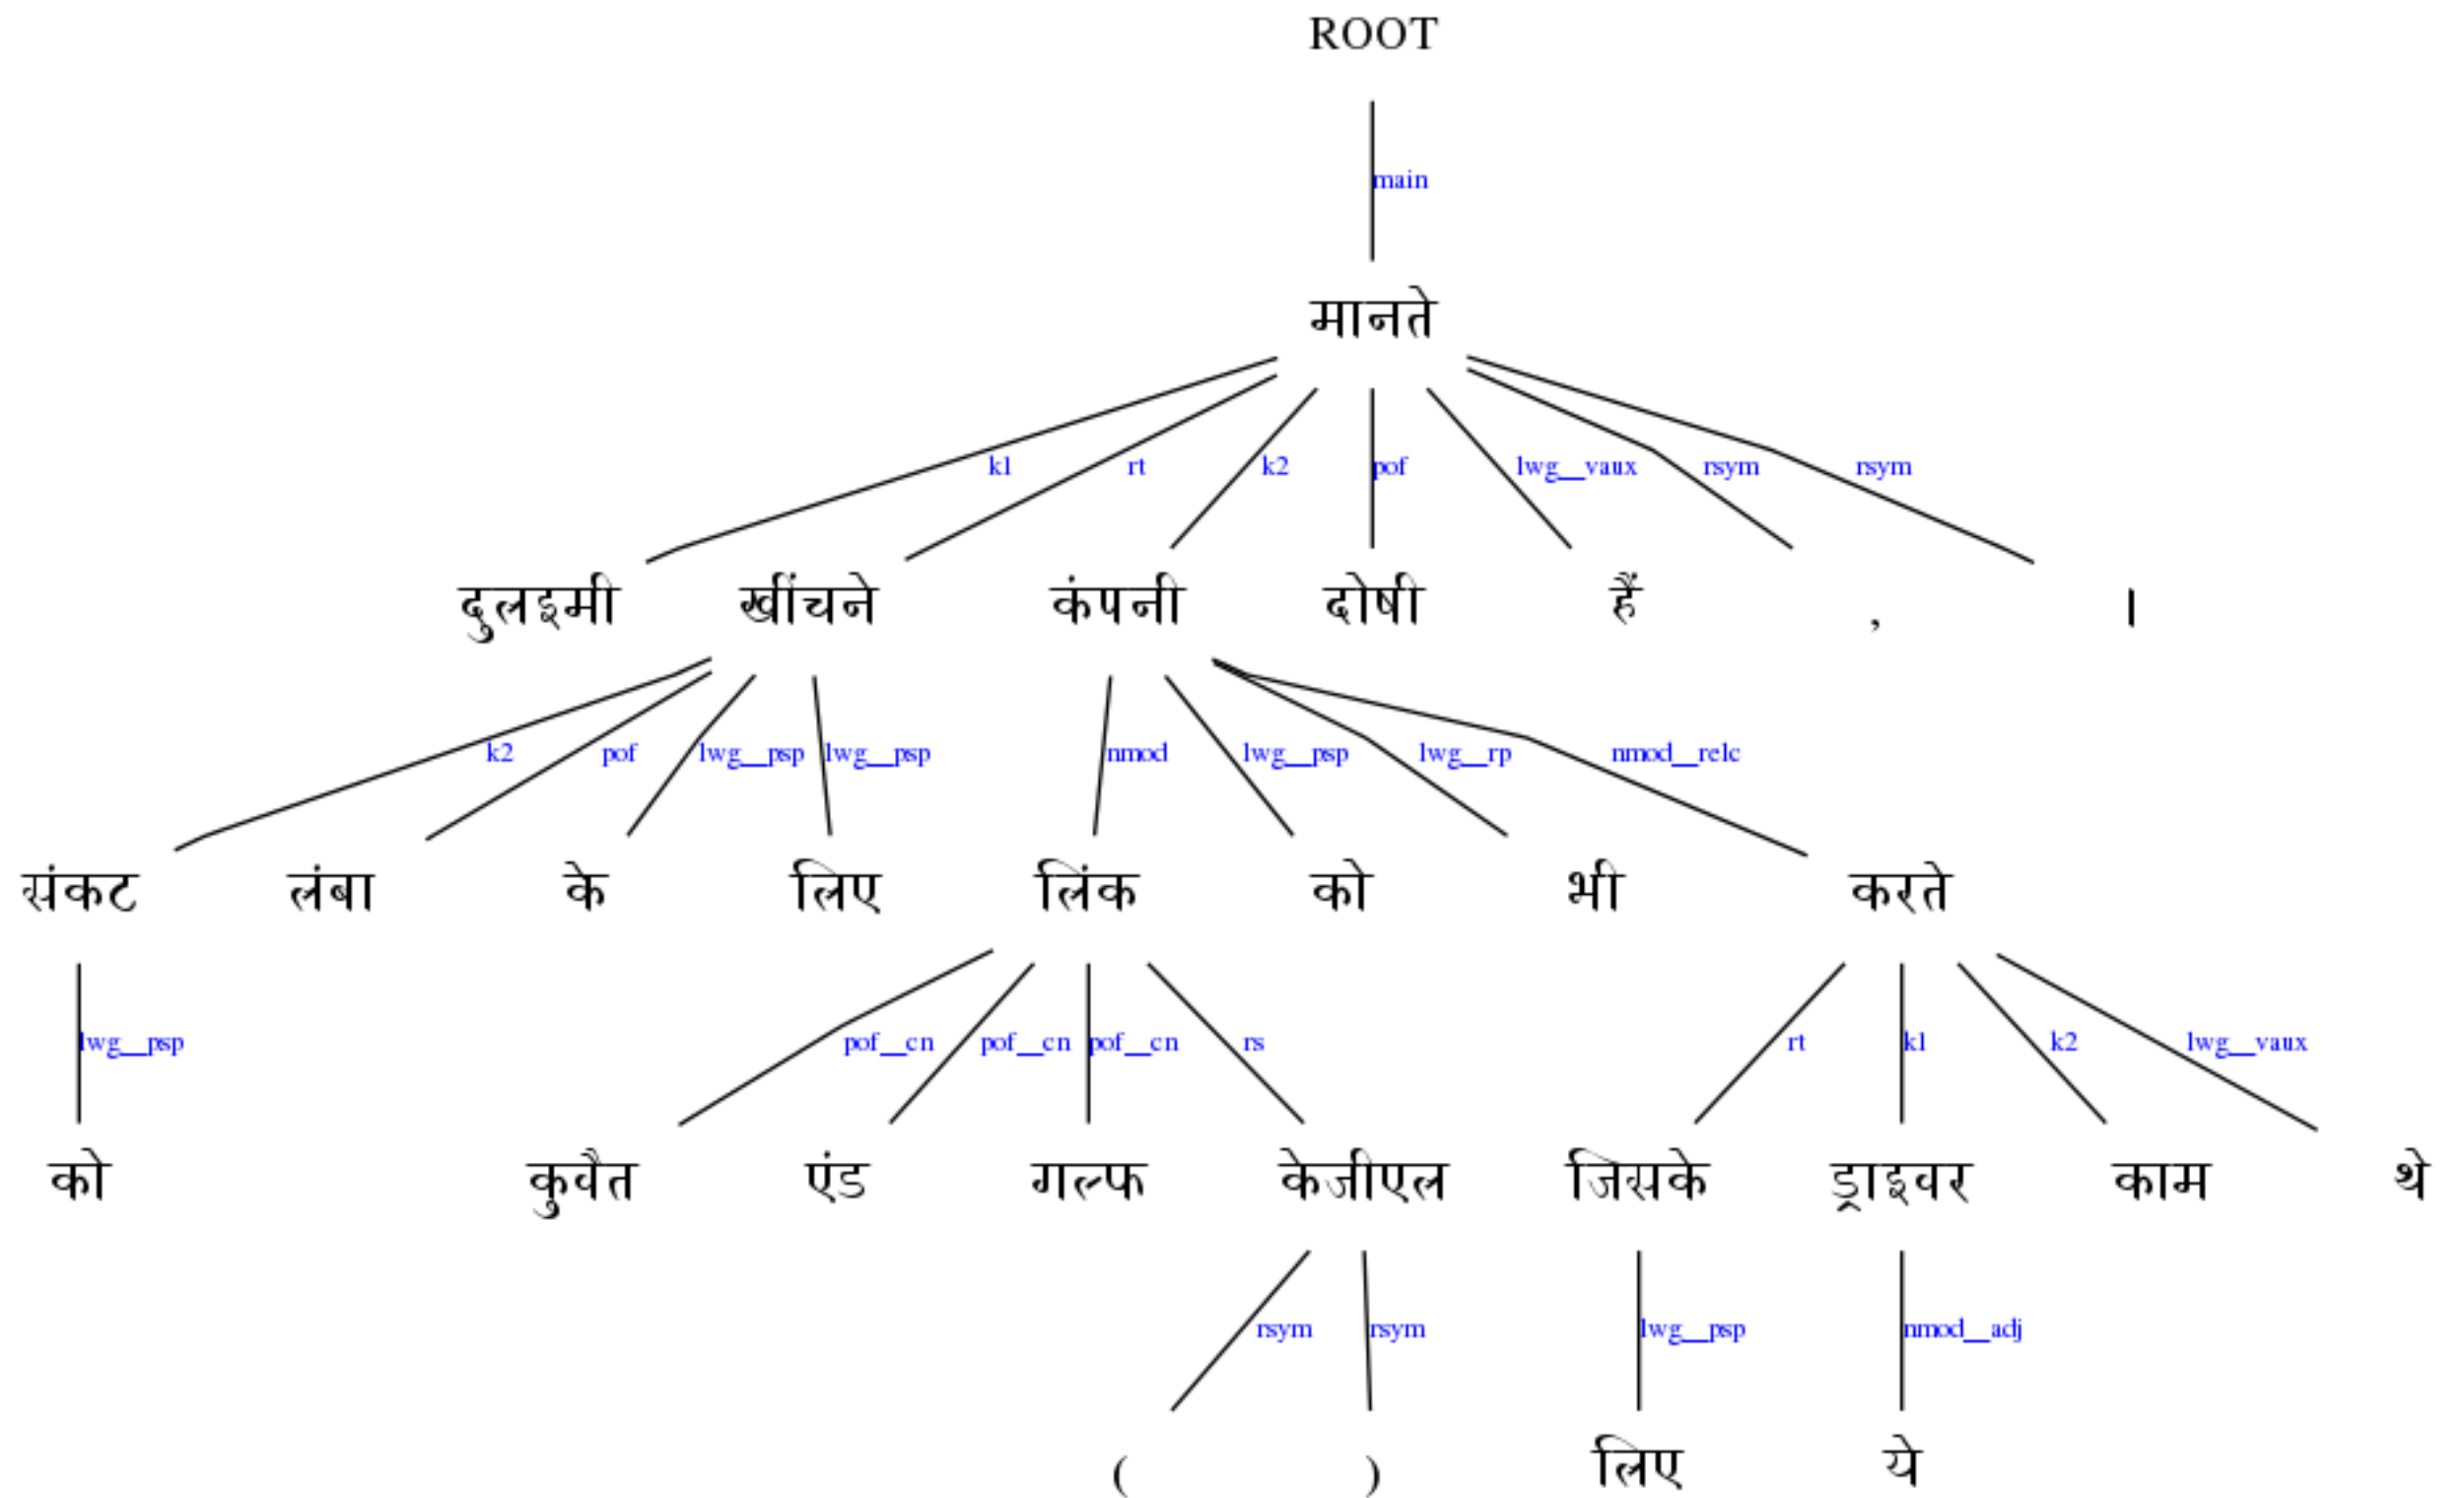 ROOT
main
मानते
k1 rt k2 pof lwg__vaux rsym rsym
दुलइमी खींचने कंपनी दोषी हैं , ।
k2 pof lwg__psp lwg__psp nmod lwg__psp lwg__rp nmod__relc
संकट लंबा के लिए लिंक को भी करते
lwg__psp pof__cn pof__cn pof__cn rs rt k1 k2 lwg__vaux
को कुवैत एंड गल्फ केजीएल जिसके ड्राइवर काम थे
rsym rsym lwg__psp nmod__adj
( ) लिए ये